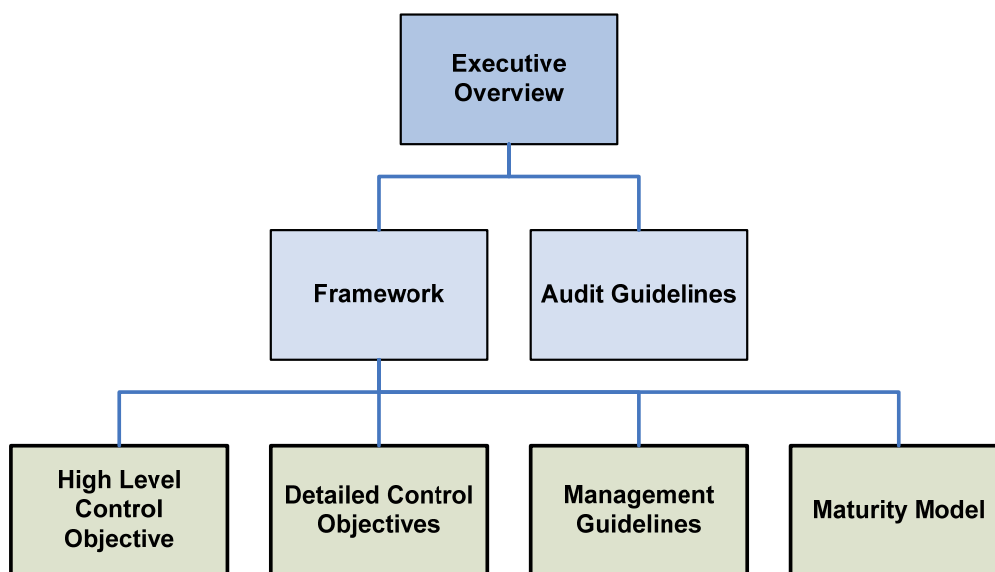 Executive
Overview
Framework
Audit Guidelines
High Level
Control
Objective
Detailed Control
Objectives
Management
Guidelines
Maturity Model